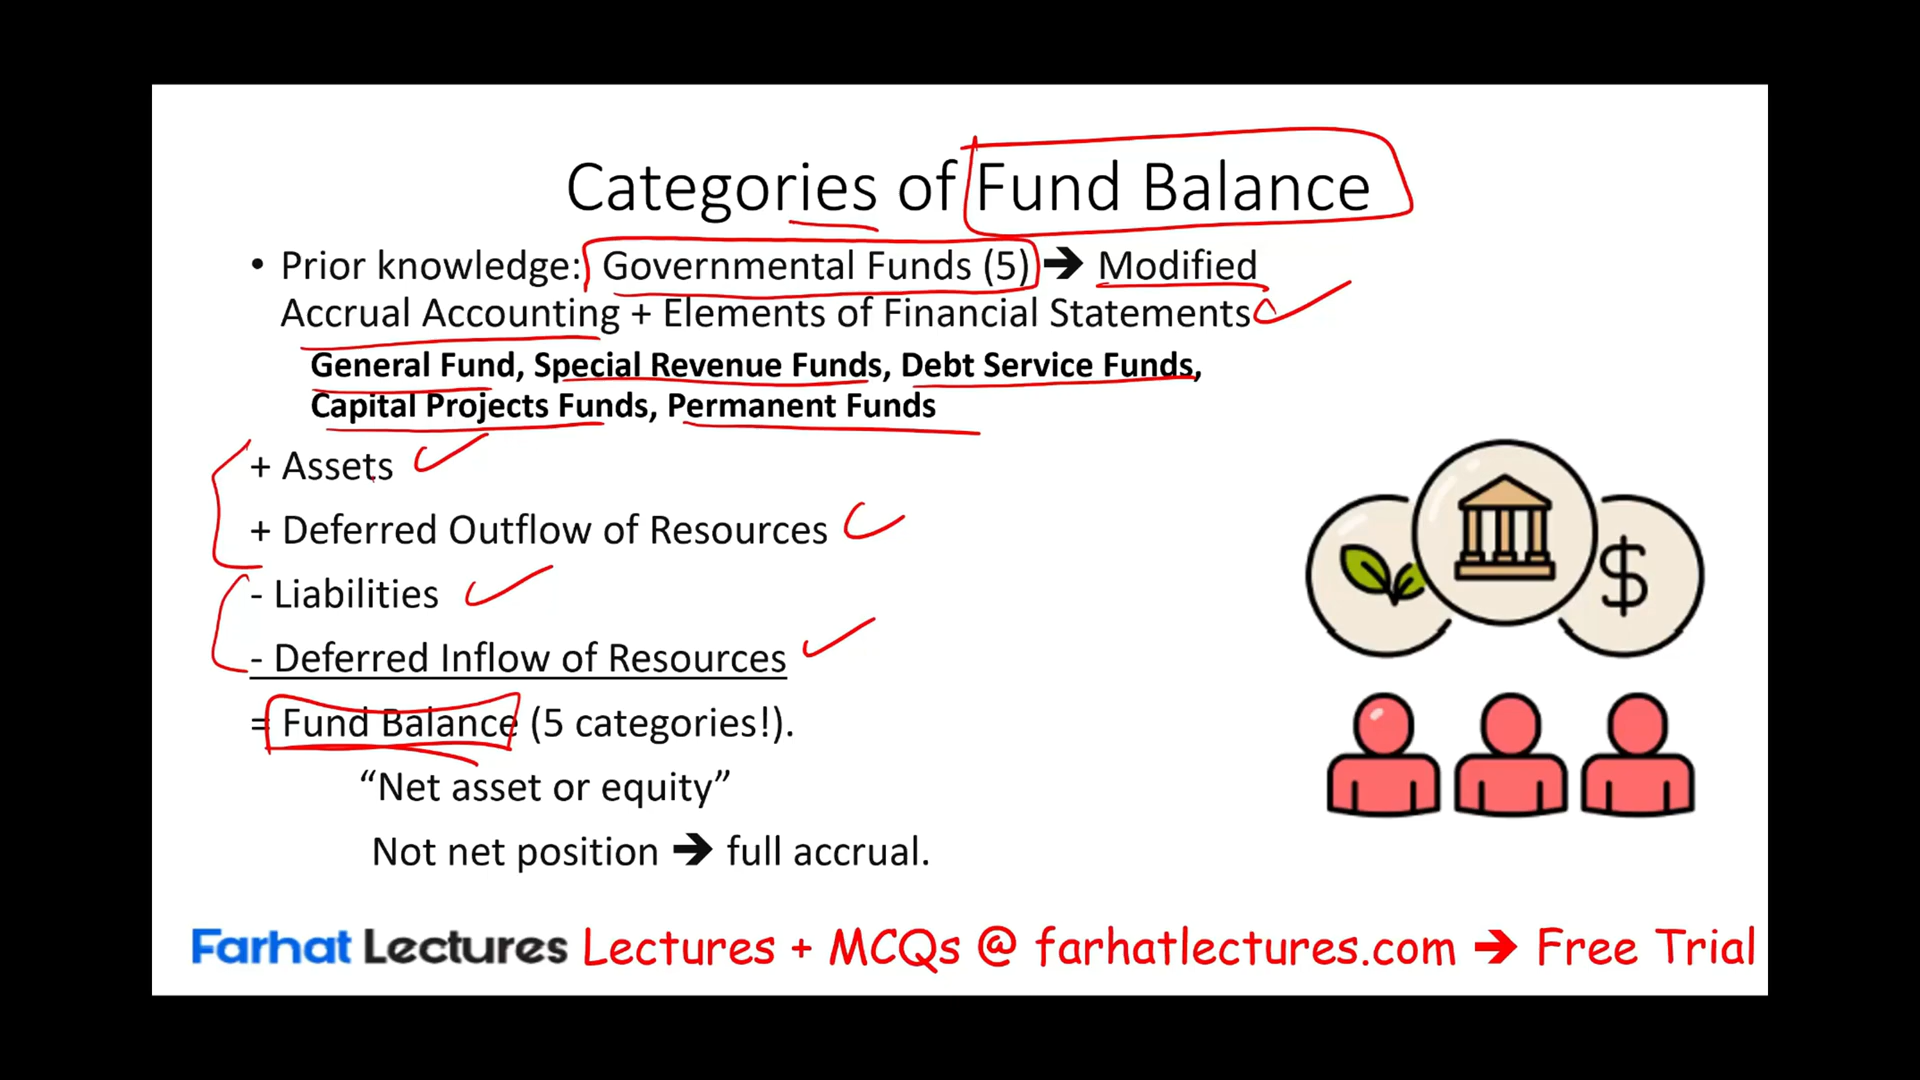 Categories of Fund Balance
• Prior knowledge: Governmental Funds (5) → Modified
Accrual Accounting + Elements of Financial Statements
General Fund, Special Revenue Funds, Debt Service Funds,
Capital Projects Funds, Permanent Funds
+ Assets
+ Deferred Outflow of Resources
- Liabilities
- Deferred Inflow of Resources
= Fund Balance (5 categories!).
“Net asset or equity”
Not net position → full accrual.
$
Farhat Lectures Lectures + MCQs @ farhatlectures.com → Free Trial